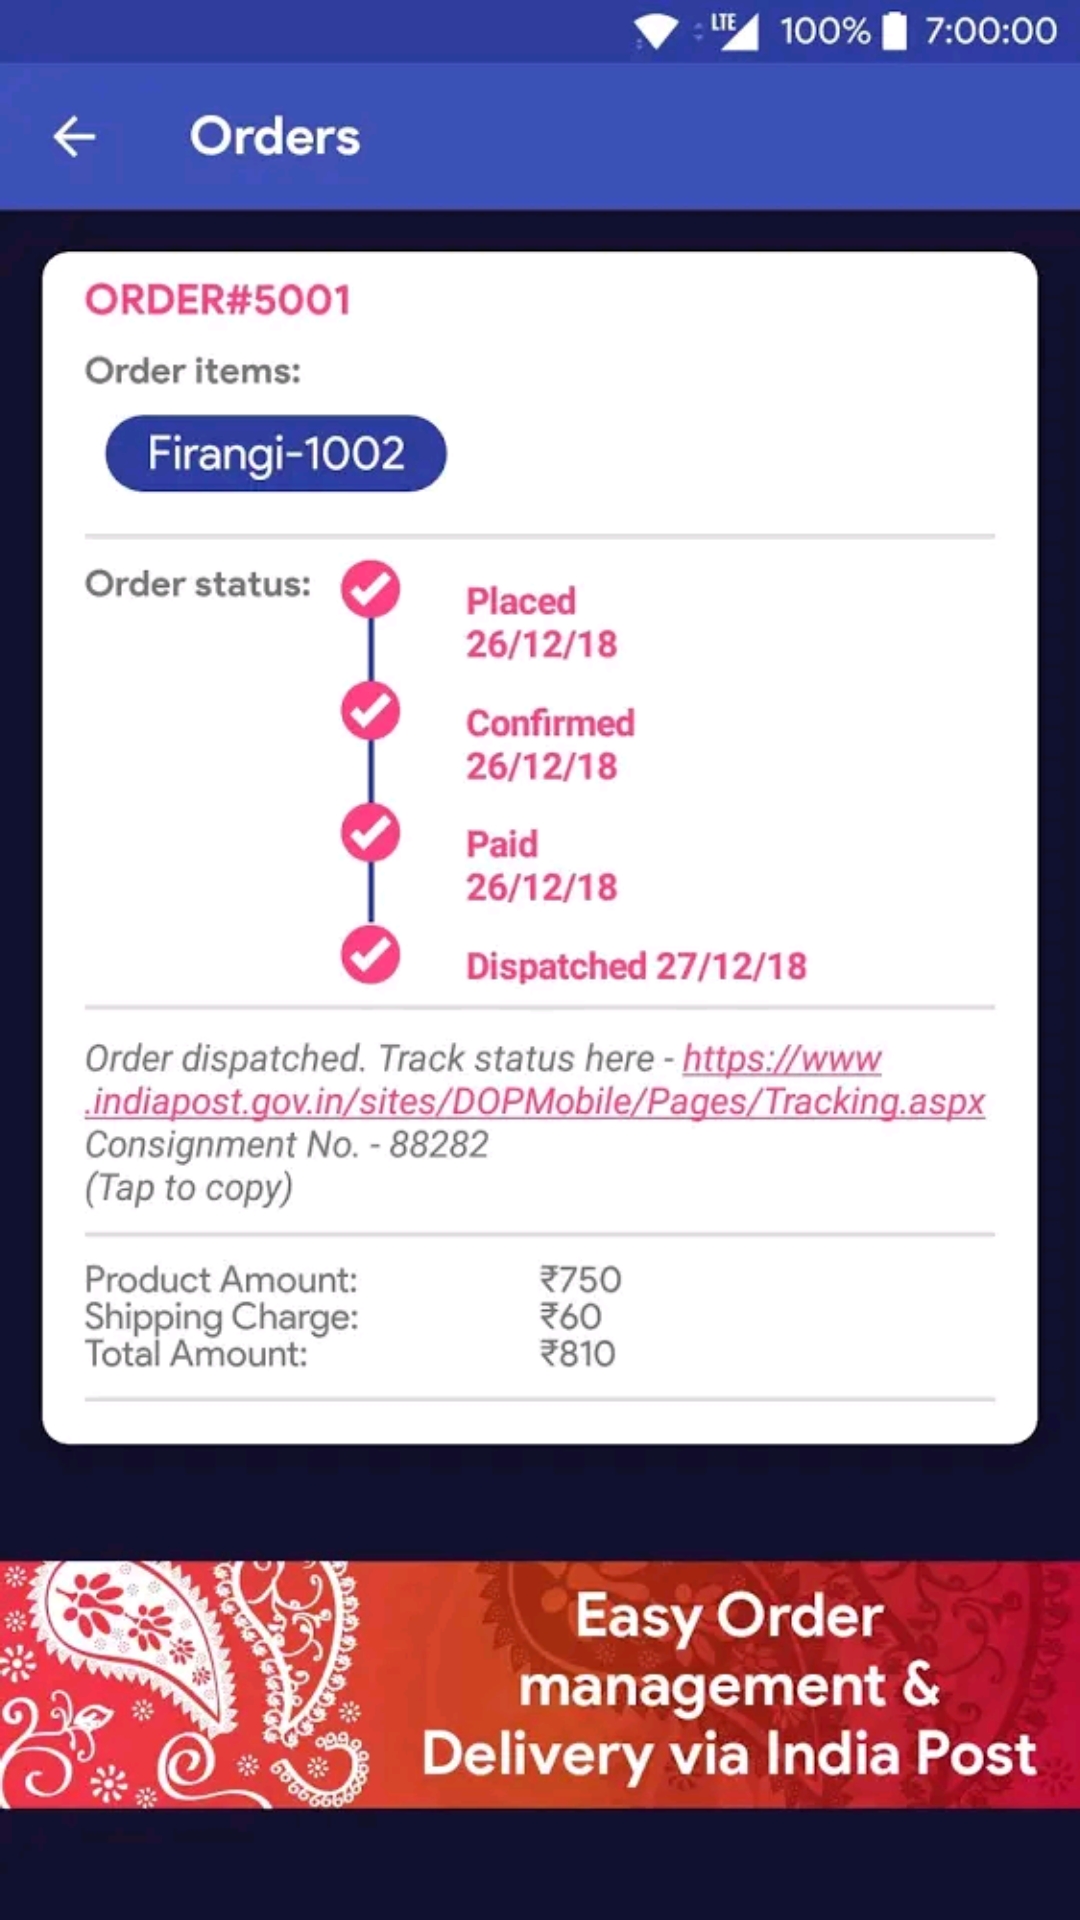 LTE 100% 7:00:00
Orders
ORDER#5001
Order items:
Firangi-1002
Order status:
Placed
26/12/18
Confirmed
26/12/18
Paid
26/12/18
Dispatched 27/12/18
Order dispatched. Track status here - https://www
.indiapost.gov.in/sites/DOPMobile/Pages/Tracking.aspx
Consignment No. - 88282
(Tap to copy)
Product Amount: ₹750
Shipping Charge: ₹60
Total Amount: ₹810
Easy Order
management &
Delivery via India Post